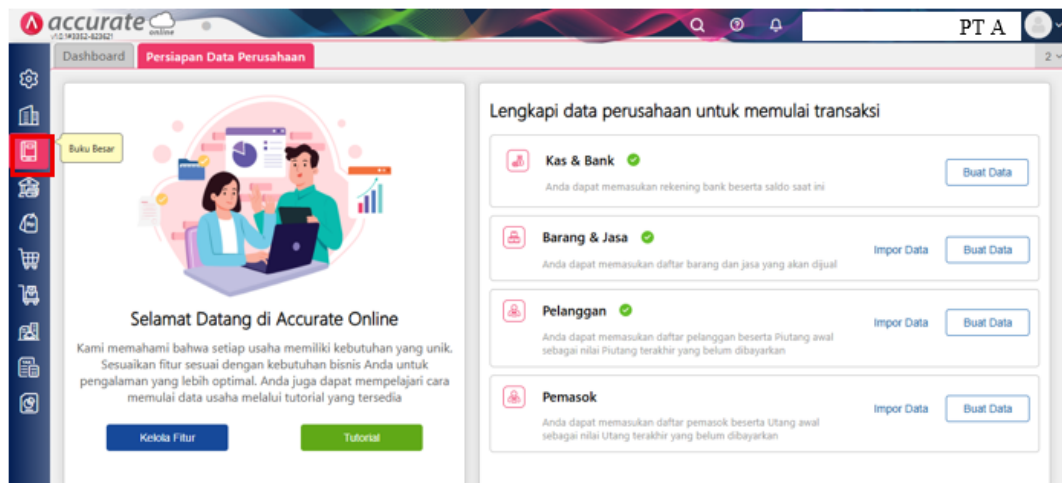 accurate online
PT A
Dashboard
Persiapan Data Perusahaan
2
Buku Besar
Selamat Datang di Accurate Online
Kami memahami bahwa setiap usaha memiliki kebutuhan yang unik.
Sesuaikan fitur sesuai dengan kebutuhan bisnis Anda untuk
pengalaman yang lebih optimal. Anda juga dapat mempelajari cara
memulai data usaha melalui tutorial yang tersedia
Kelola Fitur
Tutorial
Lengkapi data perusahaan untuk memulai transaksi
Kas & Bank
Anda dapat memasukan rekening bank beserta saldo saat ini
Buat Data
Barang & Jasa
Anda dapat memasukan daftar barang dan jasa yang akan dijual
Impor Data
Buat Data
Pelanggan
Anda dapat memasukan daftar pelanggan beserta Piutang awal
sebagai nilai Piutang terakhir yang belum dibayarkan
Impor Data
Buat Data
Pemasok
Anda dapat memasukan daftar pemasok beserta Utang awal
sebagai nilai Utang terakhir yang belum dibayarkan
Impor Data
Buat Data